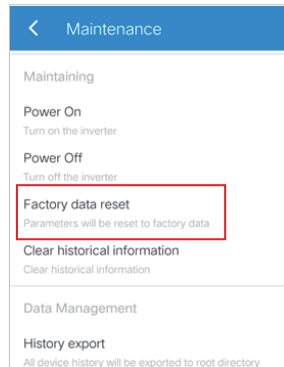 Maintenance
Maintaining
Power On
Turn on the inverter
Power Off
Turn off the inverter
Factory data reset
Parameters will be reset to factory data
Clear historical information
Clear historical information
Data Management
History export
All device history will be exported to root directory